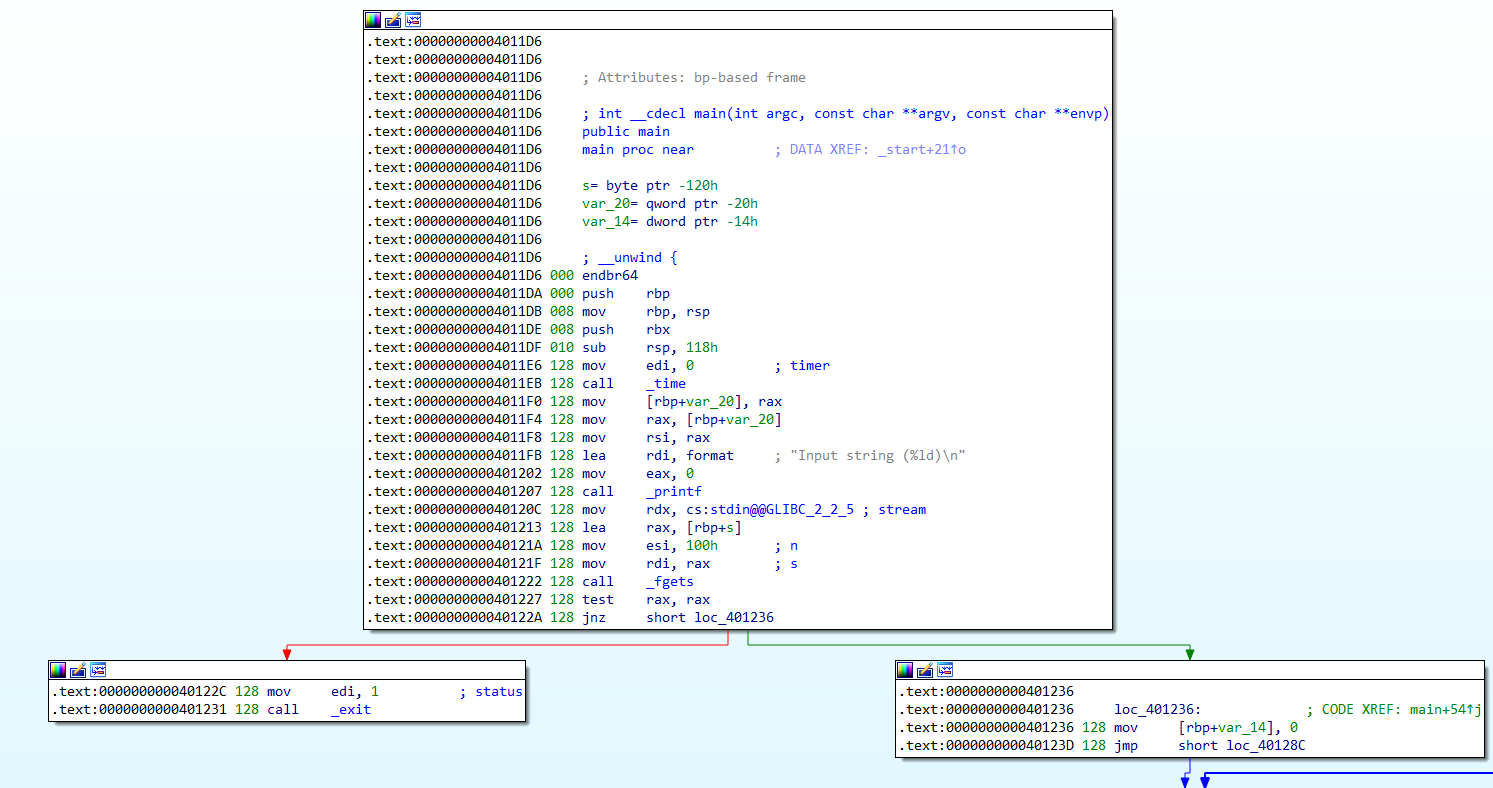 .text:00000000004011D6
.text:00000000004011D6
.text:00000000004011D6 ; Attributes: bp-based frame
.text:00000000004011D6
.text:00000000004011D6 ; int __cdecl main(int argc, const char **argv, const char **envp)
.text:00000000004011D6 public main
.text:00000000004011D6 main proc near ; DATA XREF: _start+21↑o
.text:00000000004011D6
.text:00000000004011D6 s= byte ptr -120h
.text:00000000004011D6 var_20= qword ptr -20h
.text:00000000004011D6 var_14= dword ptr -14h
.text:00000000004011D6
.text:00000000004011D6 ; __unwind {
.text:00000000004011D6 000 endbr64
.text:00000000004011DA 000 push rbp
.text:00000000004011DB 008 mov rbp, rsp
.text:00000000004011DE 008 push rbx
.text:00000000004011DF 010 sub rsp, 118h
.text:00000000004011E6 128 mov edi, 0 ; timer
.text:00000000004011EB 128 call _time
.text:00000000004011F0 128 mov [rbp+var_20], rax
.text:00000000004011F4 128 mov rax, [rbp+var_20]
.text:00000000004011F8 128 mov rsi, rax
.text:00000000004011FB 128 lea rdi, format ; "Input string (%ld)\n"
.text:0000000000401202 128 mov eax, 0
.text:0000000000401207 128 call _printf
.text:000000000040120C 128 mov rdx, cs:stdin@@GLIBC_2_2_5 ; stream
.text:0000000000401213 128 lea rax, [rbp+s]
.text:000000000040121A 128 mov esi, 100h ; n
.text:000000000040121F 128 mov rdi, rax ; s
.text:0000000000401222 128 call _fgets
.text:0000000000401227 128 test rax, rax
.text:000000000040122A 128 jnz short loc_401236
.text:000000000040122C 128 mov edi, 1 ; status
.text:0000000000401231 128 call _exit
.text:0000000000401236
.text:0000000000401236 loc_401236: ; CODE XREF: main+54↑j
.text:0000000000401236 128 mov [rbp+var_14], 0
.text:000000000040123D 128 jmp short loc_40128C